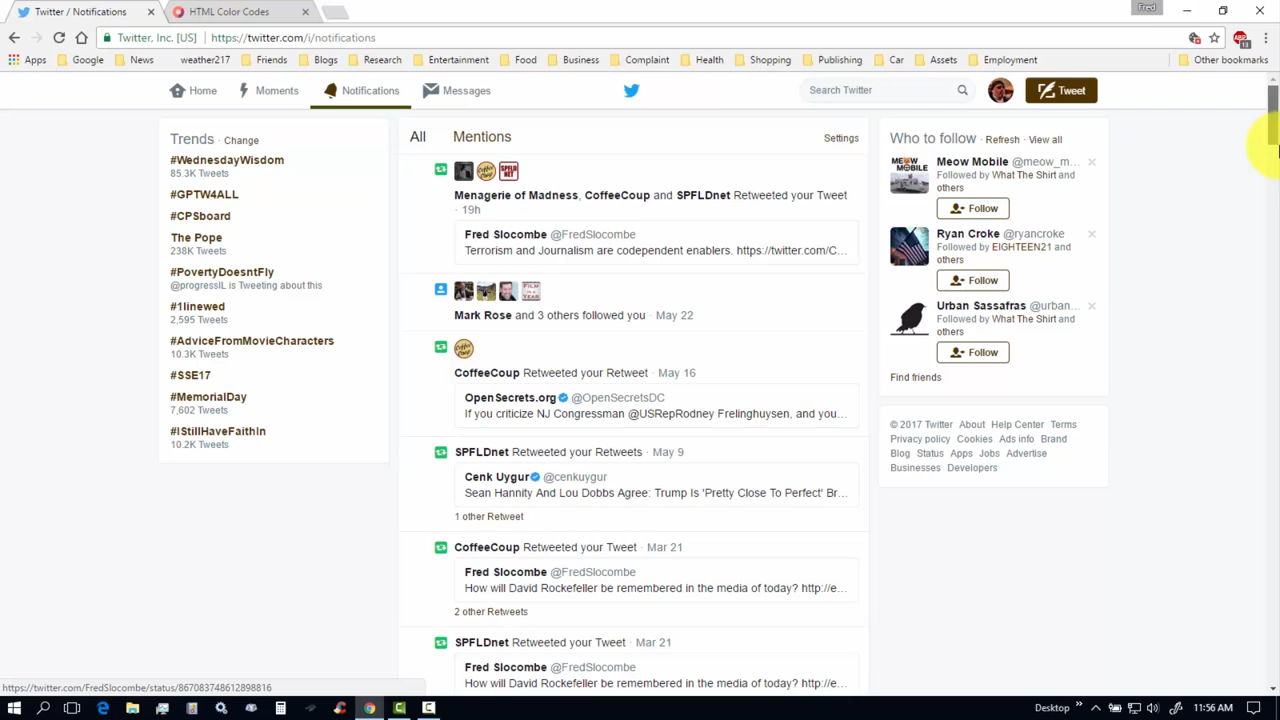 Twitter / Notifications
HTML Color Codes
Fred
Twitter, Inc. [US] https://twitter.com/i/notifications
Apps Google News weather217 Friends Blogs Research Entertainment Food Business Complaint Health Shopping Publishing Car Assets Employment Other bookmarks
Home Moments Notifications Messages Search Twitter Tweet
Trends · Change
#WednesdayWisdom
85.3K Tweets
#GPTW4ALL
#CPSboard
The Pope
238K Tweets
#PovertyDoesntFly
@progressIL is Tweeting about this
#1linewed
2,595 Tweets
#AdviceFromMovieCharacters
10.3K Tweets
#SSE17
#MemorialDay
7,602 Tweets
#IStillHaveFaithIn
10.2K Tweets
All Mentions Settings
Menagerie of Madness, CoffeeCoup and SPFLDnet Retweeted your Tweet
· 19h
Fred Slocombe @FredSlocombe
Terrorism and Journalism are codependent enablers. https://twitter.com/C...
Mark Rose and 3 others followed you · May 22
CoffeeCoup Retweeted your Retweet · May 16
OpenSecrets.org @OpenSecretsDC
If you criticize NJ Congressman @USRepRodney Frelinghuysen, and you...
SPFLDnet Retweeted your Retweets · May 9
Cenk Uygur @cenkuygur
Sean Hannity And Lou Dobbs Agree: Trump Is 'Pretty Close To Perfect' Br...
1 other Retweet
CoffeeCoup Retweeted your Tweet · Mar 21
Fred Slocombe @FredSlocombe
How will David Rockefeller be remembered in the media of today? http://e...
2 other Retweets
SPFLDnet Retweeted your Tweet · Mar 21
Fred Slocombe @FredSlocombe
How will David Rockefeller be remembered in the media of today? http://e...
Who to follow · Refresh · View all
MEOW MOBILE
Meow Mobile @meow_m...
Followed by What The Shirt and
others
Follow
Ryan Croke @ryancroke
Followed by EIGHTEEN21 and
others
Follow
Urban Sassafras @urban...
Followed by What The Shirt and
others
Follow
Find friends
© 2017 Twitter About Help Center Terms
Privacy policy Cookies Ads info Brand
Blog Status Apps Jobs Advertise
Businesses Developers
https://twitter.com/FredSlocombe/status/867083748612898816
Desktop 11:56 AM